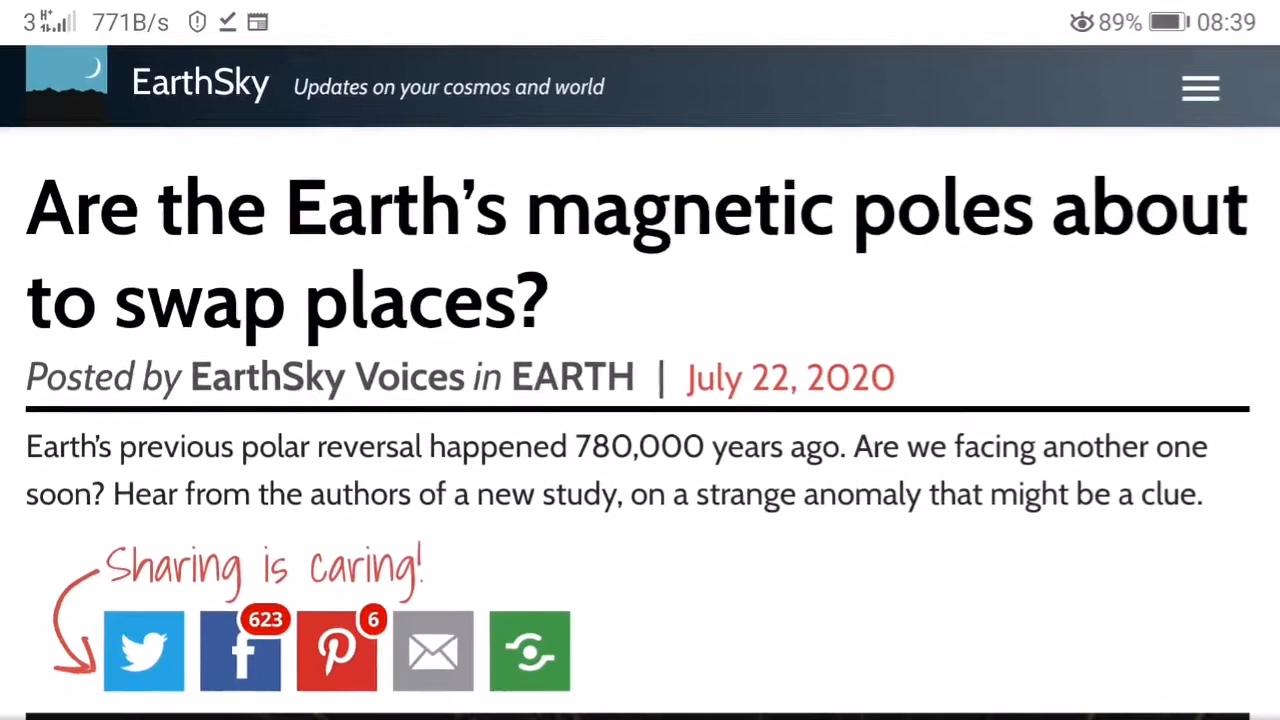 3 H+ 771B/s 89% 08:39
EarthSky Updates on your cosmos and world
Are the Earth's magnetic poles about
to swap places?
Posted by EarthSky Voices in EARTH | July 22, 2020
Earth's previous polar reversal happened 780,000 years ago. Are we facing another one
soon? Hear from the authors of a new study, on a strange anomaly that might be a clue.
Sharing is caring!
623 6